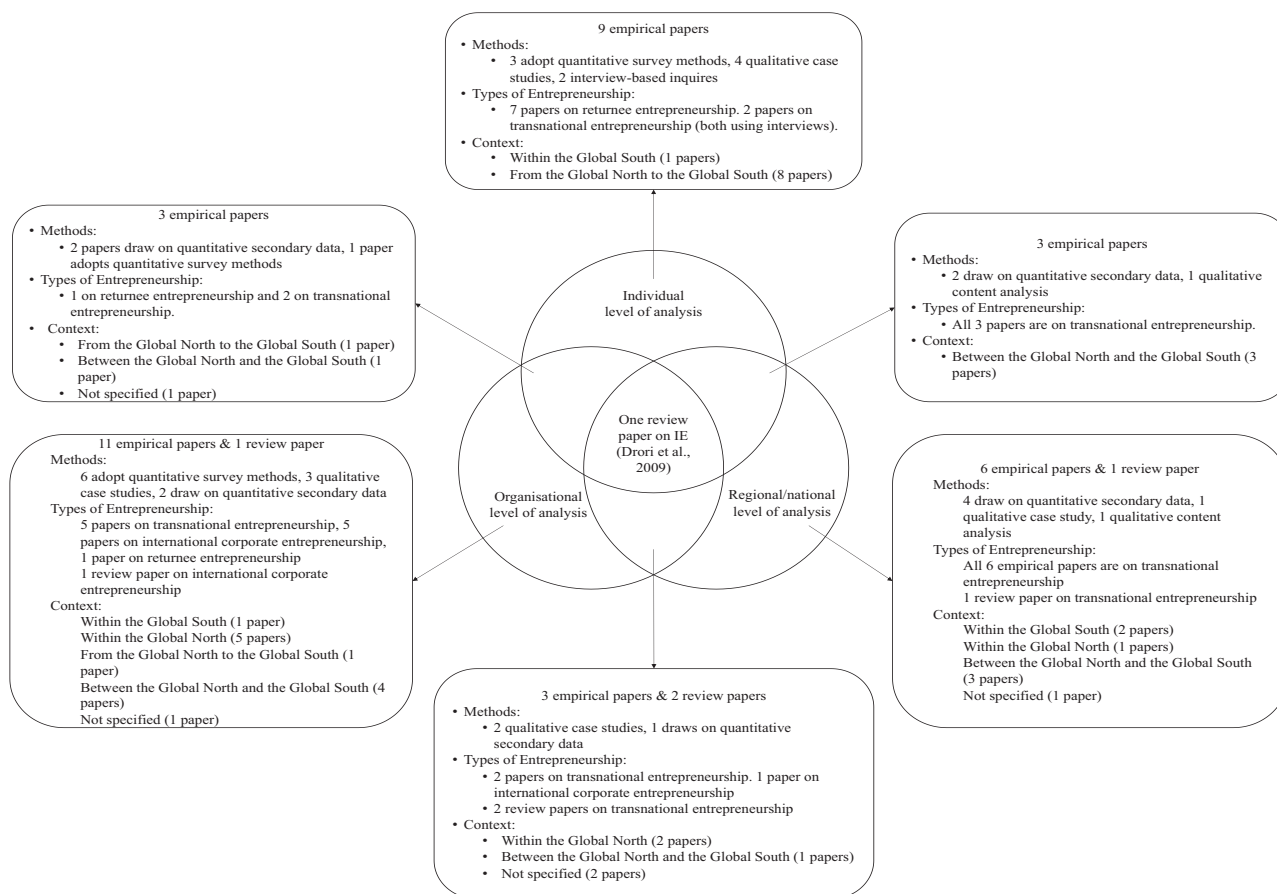 9 empirical papers
• Methods:
• 3 adopt quantitative survey methods, 4 qualitative case
studies, 2 interview-based inquires
• Types of Entrepreneurship:
• 7 papers on returnee entrepreneurship. 2 papers on
transnational entrepreneurship (both using interviews).
• Context:
• Within the Global South (1 papers)
• From the Global North to the Global South (8 papers)
3 empirical papers
• Methods:
• 2 papers draw on quantitative secondary data, 1 paper
adopts quantitative survey methods
• Types of Entrepreneurship:
• 1 on returnee entrepreneurship and 2 on transnational
entrepreneurship.
• Context:
• From the Global North to the Global South (1 paper)
• Between the Global North and the Global South (1
paper)
• Not specified (1 paper)
3 empirical papers
• Methods:
• 2 draw on quantitative secondary data, 1 qualitative
content analysis
• Types of Entrepreneurship:
• All 3 papers are on transnational entrepreneurship.
• Context:
• Between the Global North and the Global South (3
papers)
Individual
level of analysis
One review
paper on IE
(Drori et al.,
2009)
Organisational
level of analysis
Regional/national
level of analysis
11 empirical papers & 1 review paper
Methods:
6 adopt quantitative survey methods, 3 qualitative
case studies, 2 draw on quantitative secondary data
Types of Entrepreneurship:
5 papers on transnational entrepreneurship, 5
papers on international corporate entrepreneurship,
1 paper on returnee entrepreneurship
1 review paper on international corporate
entrepreneurship
Context:
Within the Global South (1 paper)
Within the Global North (5 papers)
From the Global North to the Global South (1
paper)
Between the Global North and the Global South (4
papers)
Not specified (1 paper)
6 empirical papers & 1 review paper
Methods:
4 draw on quantitative secondary data, 1
qualitative case study, 1 qualitative content
analysis
Types of Entrepreneurship:
All 6 empirical papers are on transnational
entrepreneurship
1 review paper on transnational entrepreneurship
Context:
Within the Global South (2 papers)
Within the Global North (1 papers)
Between the Global North and the Global South
(3 papers)
Not specified (1 paper)
3 empirical papers & 2 review papers
• Methods:
• 2 qualitative case studies, 1 draws on quantitative
secondary data
• Types of Entrepreneurship:
• 2 papers on transnational entrepreneurship. 1 paper on
international corporate entrepreneurship
• 2 review papers on transnational entrepreneurship
• Context:
• Within the Global North (2 papers)
• Between the Global North and the Global South (1 papers)
• Not specified (2 papers)